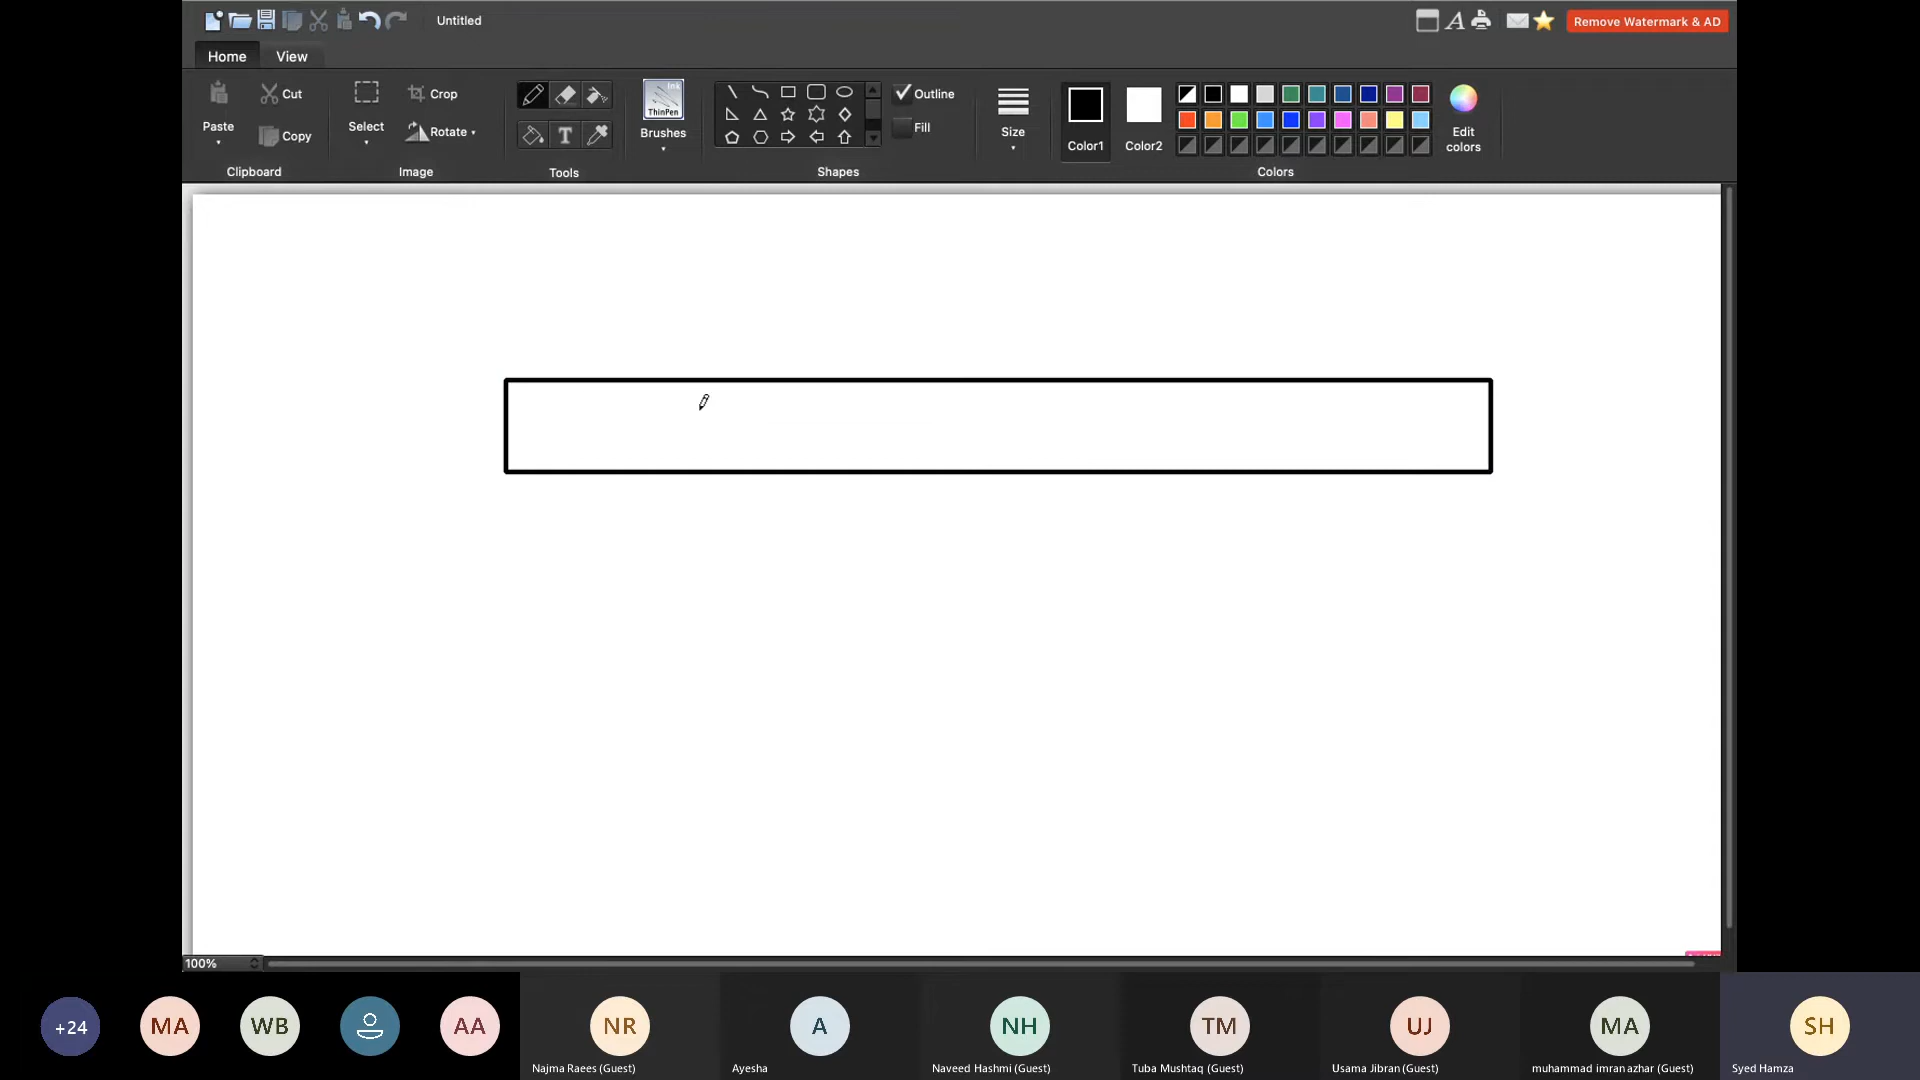 Untitled
Remove Watermark & AD
Home
View
Paste
Cut
Copy
Clipboard
Select
Crop
Rotate
Image
T
Tools
Ink
ThinPen
Brushes
Shapes
Outline
Fill
Size
Color1
Color2
Edit
colors
Colors
100%
+24
MA
WB
AA
NR
Najma Raees (Guest)
A
Ayesha
NH
Naveed Hashmi (Guest)
TM
Tuba Mushtaq (Guest)
UJ
Usama Jibran (Guest)
MA
muhammad imran azhar (Guest)
SH
Syed Hamza